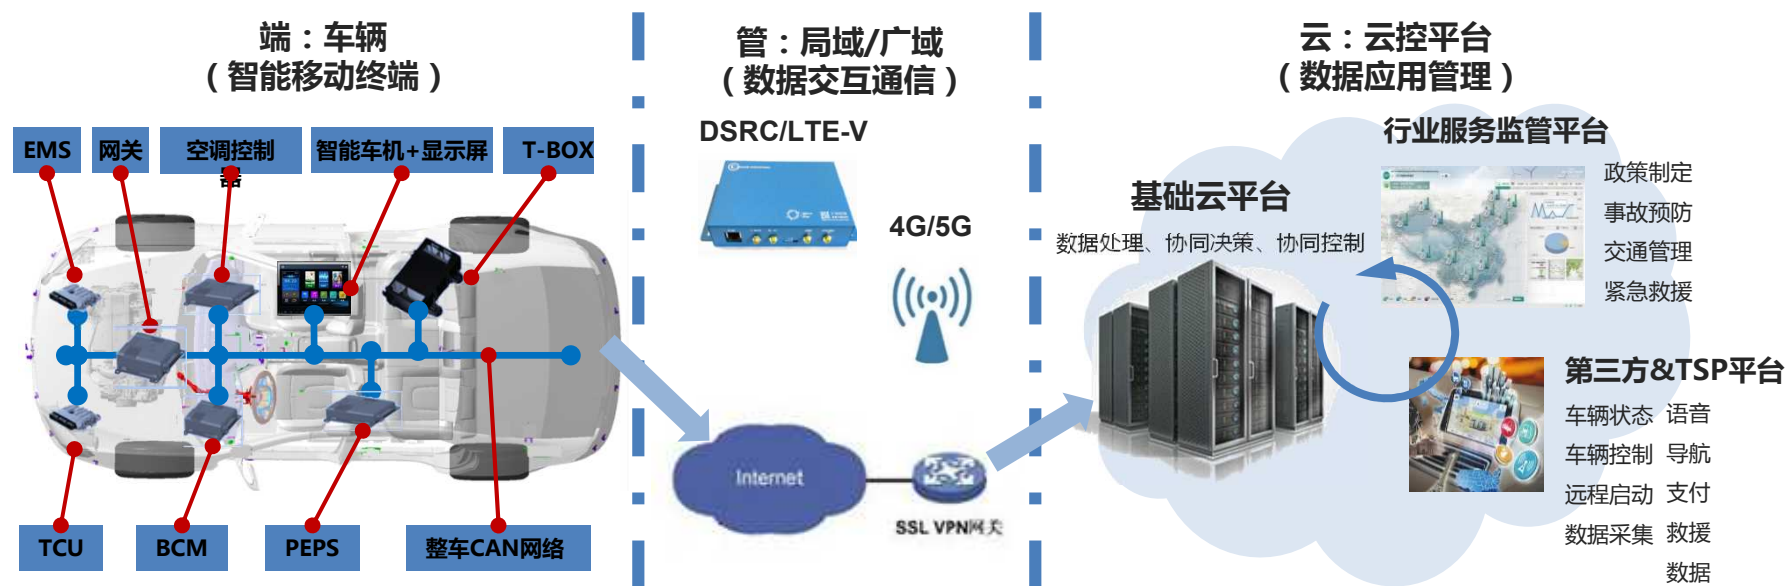 端：车辆
（智能移动终端）
EMS
网关
空调控制
器
智能车机+显示屏
T-BOX
TCU
BCM
PEPS
整车CAN网络
管：局域/广域
（数据交互通信）
DSRC/LTE-V
4G/5G
Internet
SSL VPN网关
云：云控平台
（数据应用管理）
行业服务监管平台
政策制定
事故预防
交通管理
紧急救援
基础云平台
数据处理、协同决策、协同控制
第三方&TSP平台
车辆状态 语音
车辆控制 导航
远程启动 支付
数据采集 救援
数据